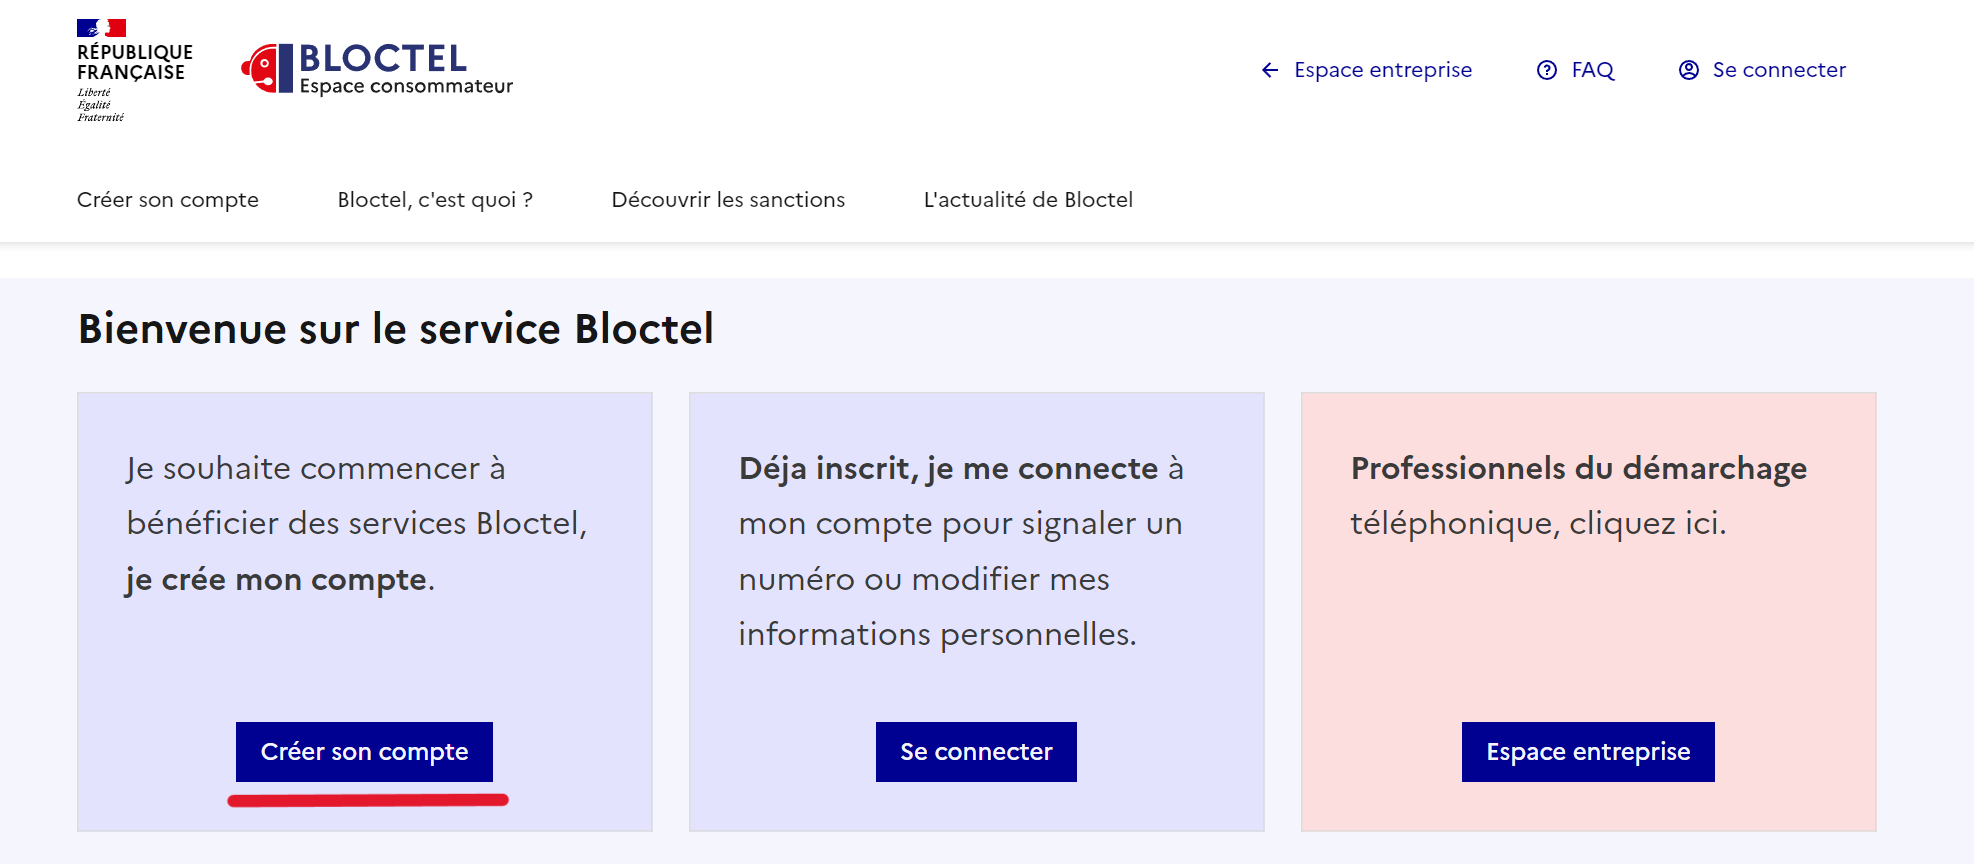 RÉPUBLIQUE
FRANÇAISE
Liberté
Égalité
Fraternité
BLOCTEL
Espace consommateur
Espace entreprise
FAQ
Se connecter
Créer son compte
Bloctel, c'est quoi ?
Découvrir les sanctions
L'actualité de Bloctel
Bienvenue sur le service Bloctel
Je souhaite commencer à
bénéficier des services Bloctel,
je crée mon compte.
Créer son compte
Déja inscrit, je me connecte à
mon compte pour signaler un
numéro ou modifier mes
informations personnelles.
Se connecter
Professionnels du démarchage
téléphonique, cliquez ici.
Espace entreprise